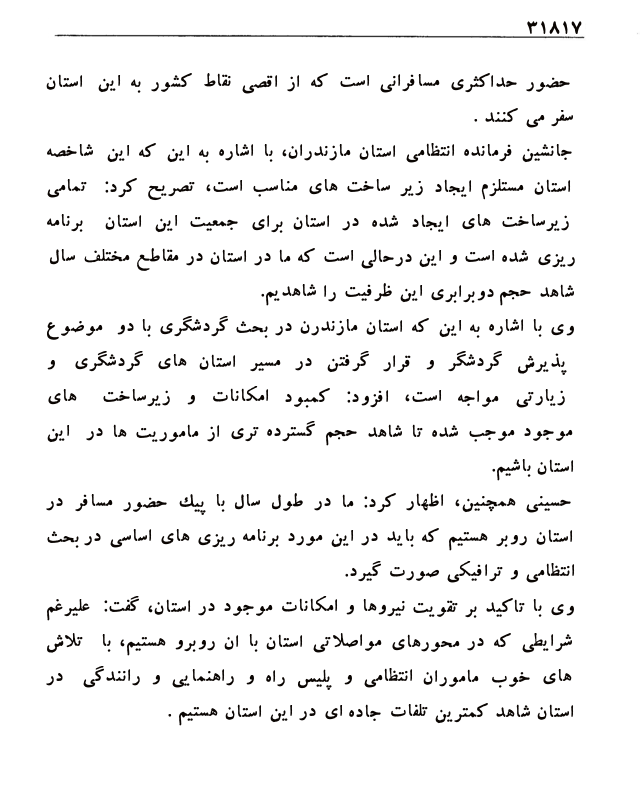 ۳۱۸۱۷
حضور حداکثری مسافرانی است که از اقصی نقاط کشور به این استان
سفر می کنند .
جانشین فرمانده انتظامی استان مازندران، با اشاره به این که این شاخصه
استان مستلزم ایجاد زیر ساخت های مناسب است، تصریح کرد: تمامی
زیرساخت های ایجاد شده در استان برای جمعیت این استان برنامه
ریزی شده است و این درحالی است که ما در استان در مقاطع مختلف سال
شاهد حجم دوبرابری این ظرفیت را شاهدیم.
وی با اشاره به این که استان مازندرن در بحث گردشگری با دو موضوع
پذیرش گردشگر و قرار گرفتن در مسیر استان های گردشگری و
زیارتی مواجه است، افزود: کمبود امکانات و زیرساخت های
موجود موجب شده تا شاهد حجم گسترده تری از ماموریت ها در این
استان باشیم.
حسینی همچنین، اظهار کرد: ما در طول سال با پیك حضور مسافر در
استان روبر هستیم که باید در این مورد برنامه ریزی های اساسی در بحث
انتظامی و ترافیکی صورت گیرد.
وی با تاکید بر تقویت نیروها و امکانات موجود در استان، گفت: علیرغم
شرایطی که در محورهای مواصلاتی استان با ان روبرو هستیم، با تلاش
های خوب ماموران انتظامی و پلیس راه و راهنمایی و رانندگی در
استان شاهد کمترین تلفات جاده ای در این استان هستیم .